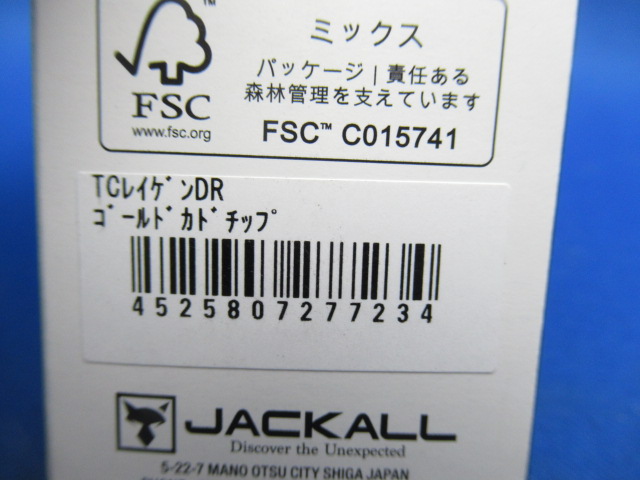 FSC
www.fsc.org
ミックス
パッケージ | 責任ある
森林管理を支えています
FSC™ C015741
TCﾚｲｹﾞﾝDR
ｺﾞｰﾙﾄﾞｶﾄﾞﾁｯﾌﾟ
4525807277234
JACKALL
Discover the Unexpected
5-22-7 MANO OTSU CITY SHIGA JAPAN